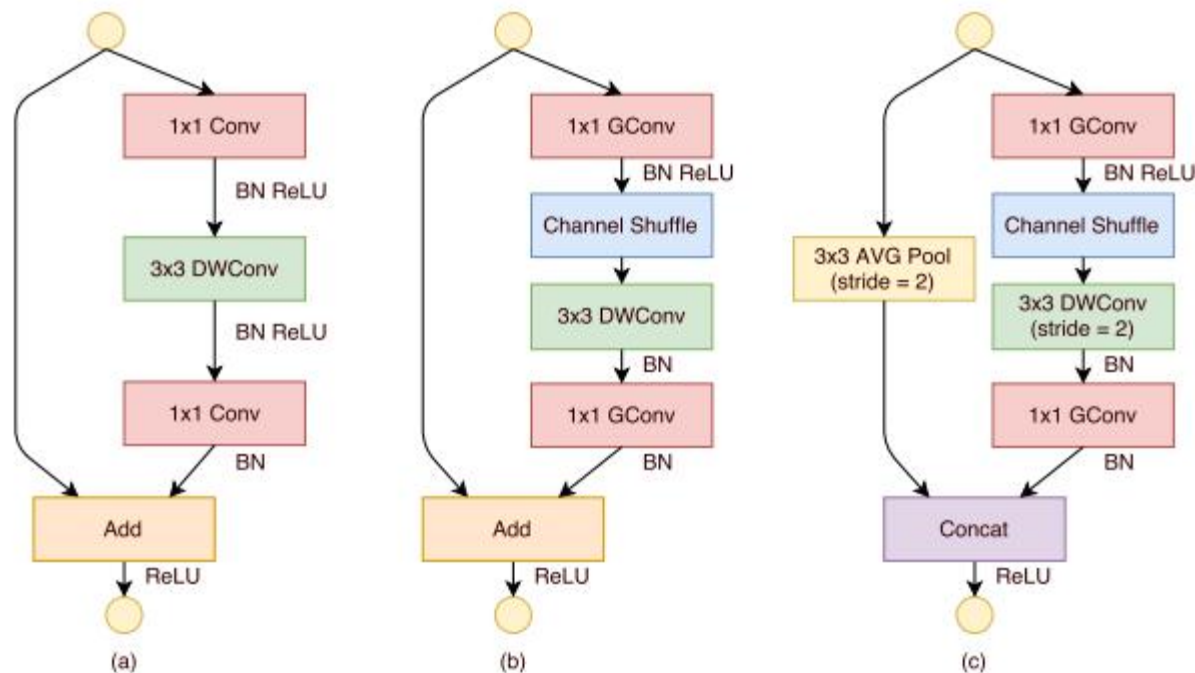 1x1 Conv
BN ReLU
3x3 DWConv
BN ReLU
1x1 Conv
BN
Add
ReLU
(a)
1x1 GConv
BN ReLU
Channel Shuffle
3x3 DWConv
BN
1x1 GConv
BN
Add
ReLU
(b)
3x3 AVG Pool
(stride = 2)
1x1 GConv
BN ReLU
Channel Shuffle
3x3 DWConv
(stride = 2)
BN
1x1 GConv
BN
Concat
ReLU
(c)